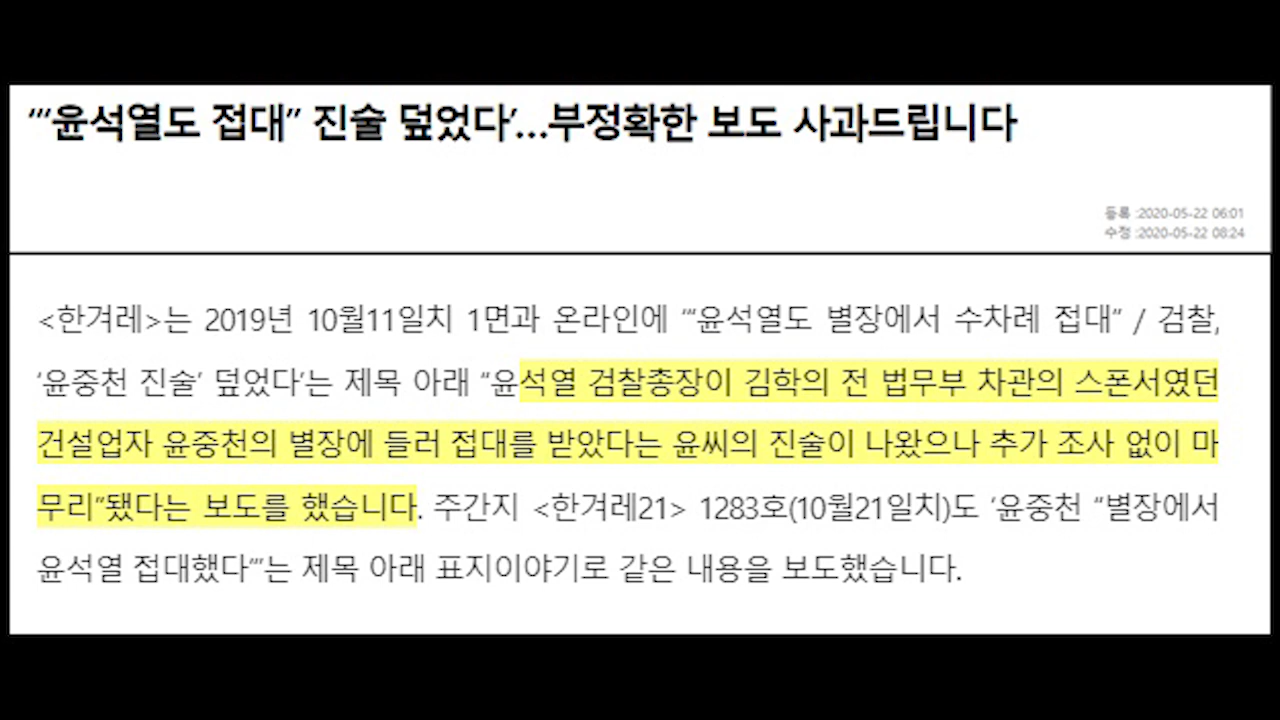 “‘윤석열도 접대” 진술 덮었다’...부정확한 보도 사과드립니다
등록 :2020-05-22 06:01
수정 :2020-05-22 08:24
<한겨레>는 2019년 10월11일치 1면과 온라인에 “‘윤석열도 별장에서 수차례 접대” / 검찰,
‘윤중천 진술’ 덮었다’는 제목 아래 “윤석열 검찰총장이 김학의 전 법무부 차관의 스폰서였던
건설업자 윤중천의 별장에 들러 접대를 받았다는 윤씨의 진술이 나왔으나 추가 조사 없이 마
무리”됐다는 보도를 했습니다. 주간지 <한겨레21> 1283호(10월21일치)도 ‘윤중천 “별장에서
윤석열 접대했다”’는 제목 아래 표지이야기로 같은 내용을 보도했습니다.